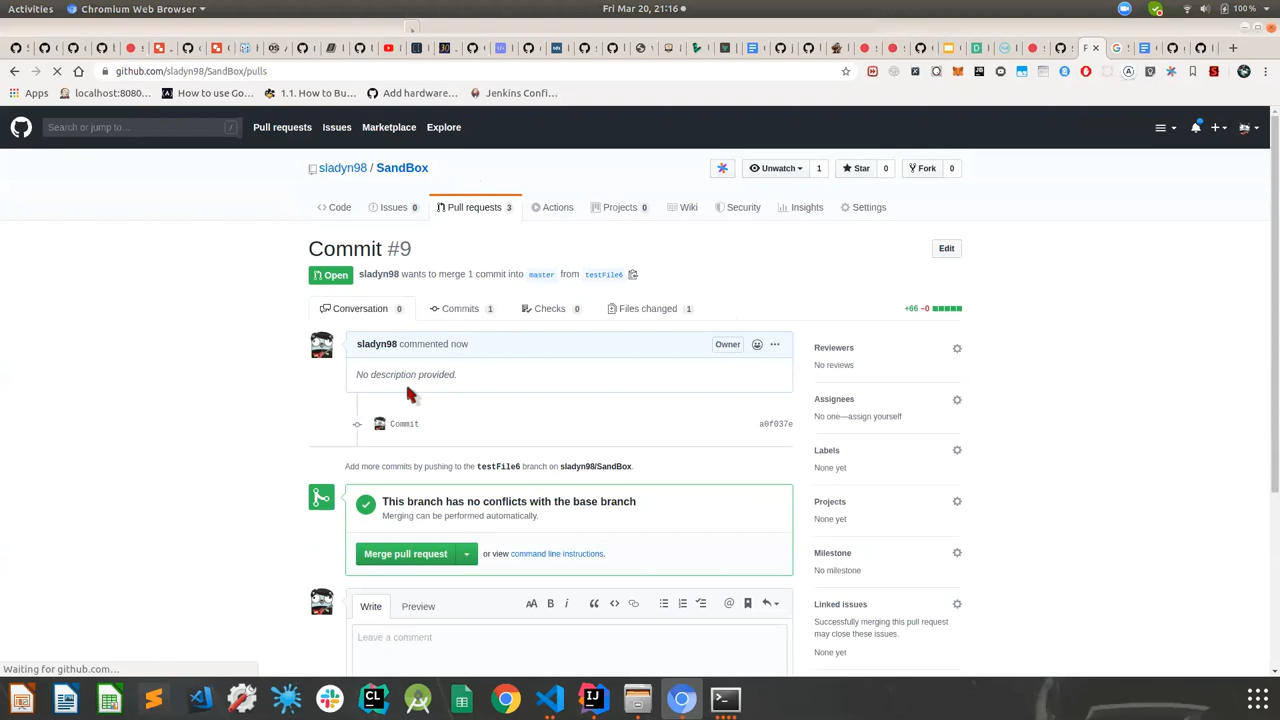 Activities Chromium Web Browser Fri Mar 20, 21:16 100 %
github.com/sladyn98/SandBox/pulls
Apps localhost:8080... How to use Go... 1.1. How to Bu... Add hardware... Jenkins Confi...
Search or jump to... / Pull requests Issues Marketplace Explore
sladyn98 / SandBox Unwatch 1 Star 0 Fork 0
Code Issues 0 Pull requests 3 Actions Projects 0 Wiki Security Insights Settings
Commit #9 Edit
Open sladyn98 wants to merge 1 commit into master from testFile6
Conversation 0 Commits 1 Checks 0 Files changed 1 +66 −0
sladyn98 commented now Owner
No description provided.
Commit a0f037e
Add more commits by pushing to the testFile6 branch on sladyn98/SandBox.
This branch has no conflicts with the base branch
Merging can be performed automatically.
Merge pull request or view command line instructions.
Write Preview AA B i
Leave a comment
Reviewers
No reviews
Assignees
No one—assign yourself
Labels
None yet
Projects
None yet
Milestone
No milestone
Linked issues
Successfully merging this pull request
may close these issues.
None yet
Waiting for github.com...